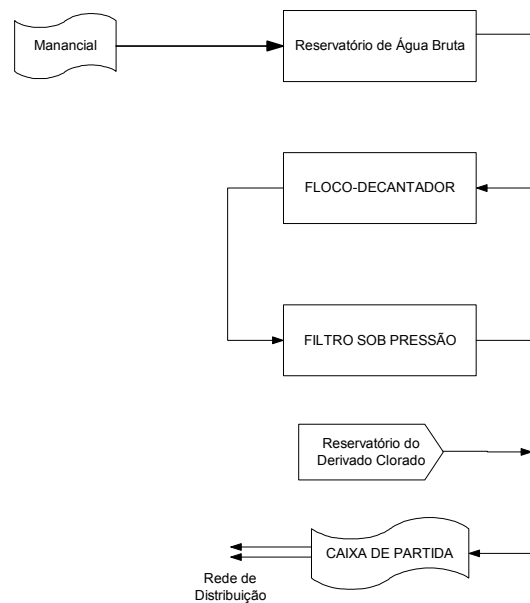 Manancial
Reservatório de Água Bruta
FLOCO-DECANTADOR
FILTRO SOB PRESSÃO
Reservatório do
Derivado Clorado
CAIXA DE PARTIDA
Rede de
Distribuição